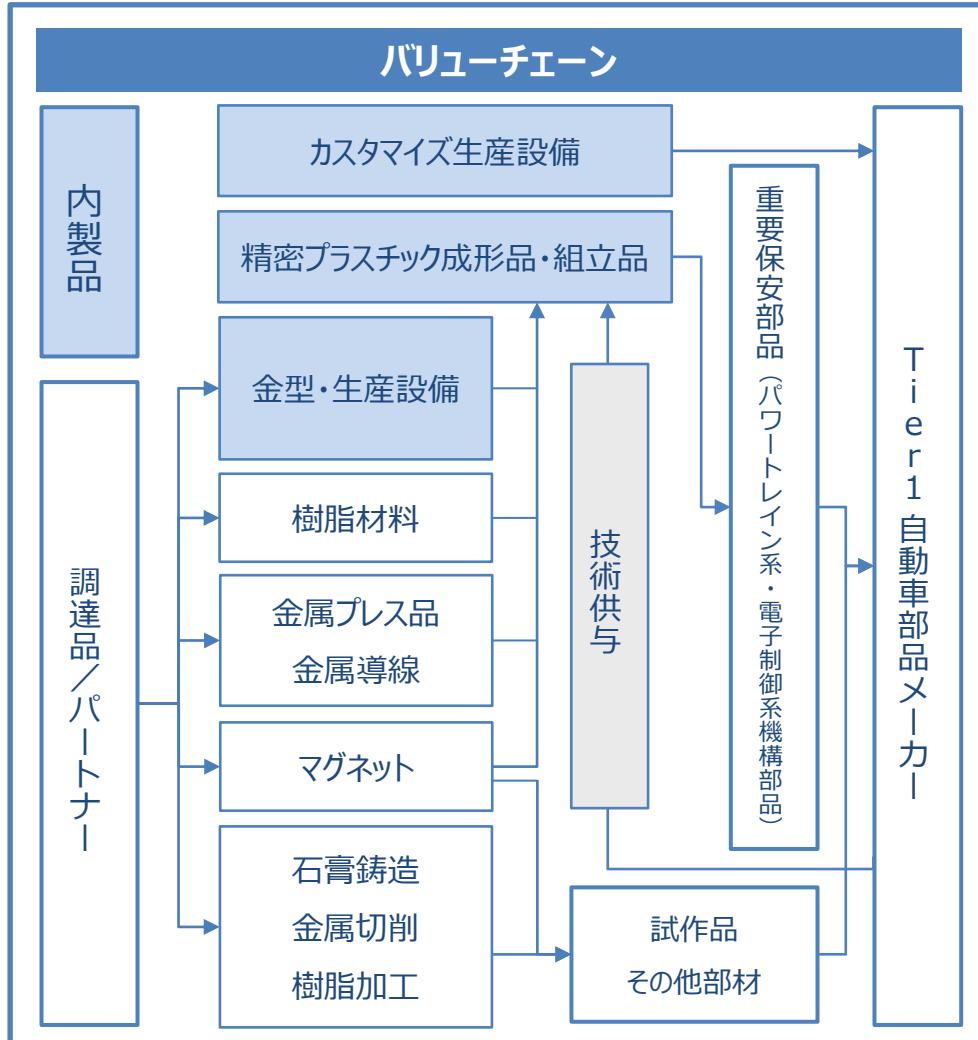 バリューチェーン
内製品
カスタマイズ生産設備
精密プラスチック成形品・組立品
調達品／パートナー
金型・生産設備
樹脂材料
金属プレス品
金属導線
マグネット
石膏鋳造
金属切削
樹脂加工
技術供与
重要保安部品（パワートレイン系・電子制御系機構部品）
試作品
その他部材
Tier1自動車部品メーカー